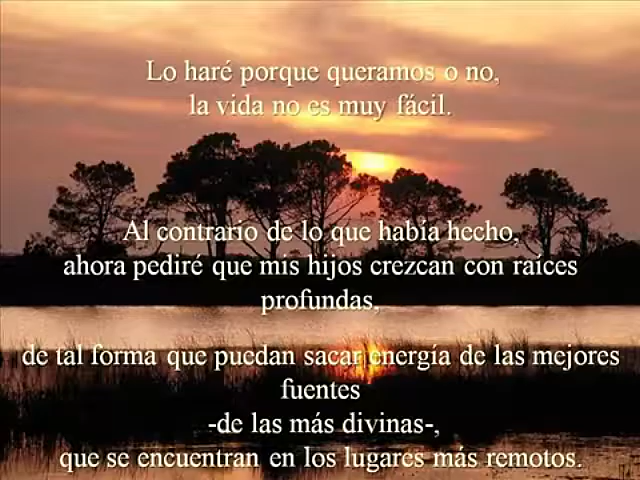 Lo haré porque queramos o no,
la vida no es muy fácil.
Al contrario de lo que había hecho,
ahora pediré que mis hijos crezcan con raíces
profundas,
de tal forma que puedan sacar energía de las mejores
fuentes
-de las más divinas-,
que se encuentran en los lugares más remotos.